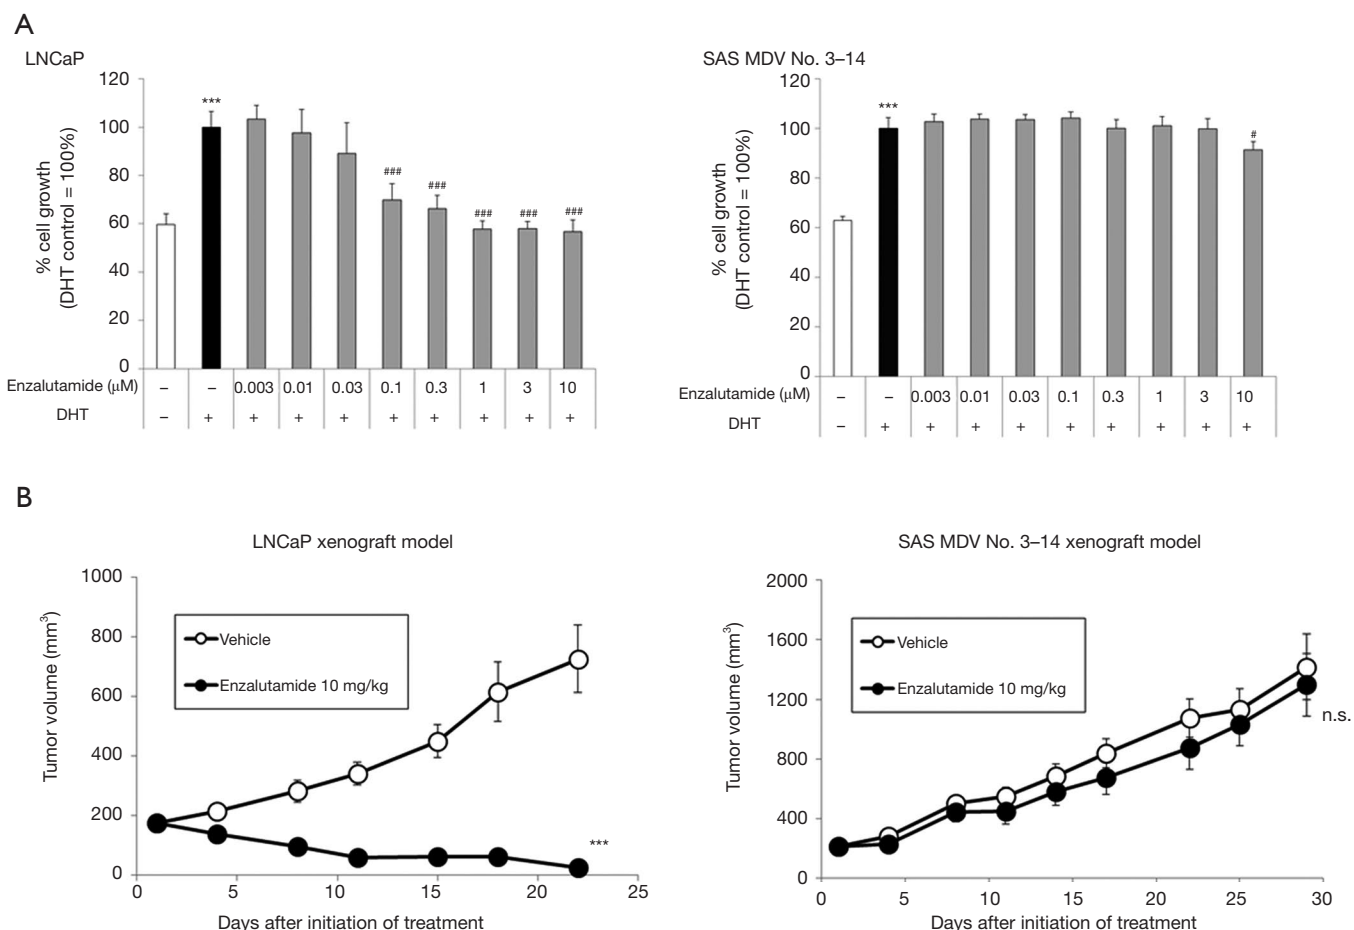 A
LNCaP
% cell growth
(DHT control = 100%)
120
100
80
60
40
20
0
***
###
###
###
###
###
Enzalutamide (μM) – – 0.003 0.01 0.03 0.1 0.3 1 3 10
DHT – + + + + + + + + +
SAS MDV No. 3–14
% cell growth
(DHT control = 100%)
120
100
80
60
40
20
0
***
#
Enzalutamide (μM) – – 0.003 0.01 0.03 0.1 0.3 1 3 10
DHT – + + + + + + + + +
B
LNCaP xenograft model
Tumor volume (mm³)
1000
800
600
400
200
0
Vehicle
Enzalutamide 10 mg/kg
***
0 5 10 15 20 25
Days after initiation of treatment
SAS MDV No. 3–14 xenograft model
Tumor volume (mm³)
2000
1600
1200
800
400
0
Vehicle
Enzalutamide 10 mg/kg
n.s.
0 5 10 15 20 25 30
Days after initiation of treatment